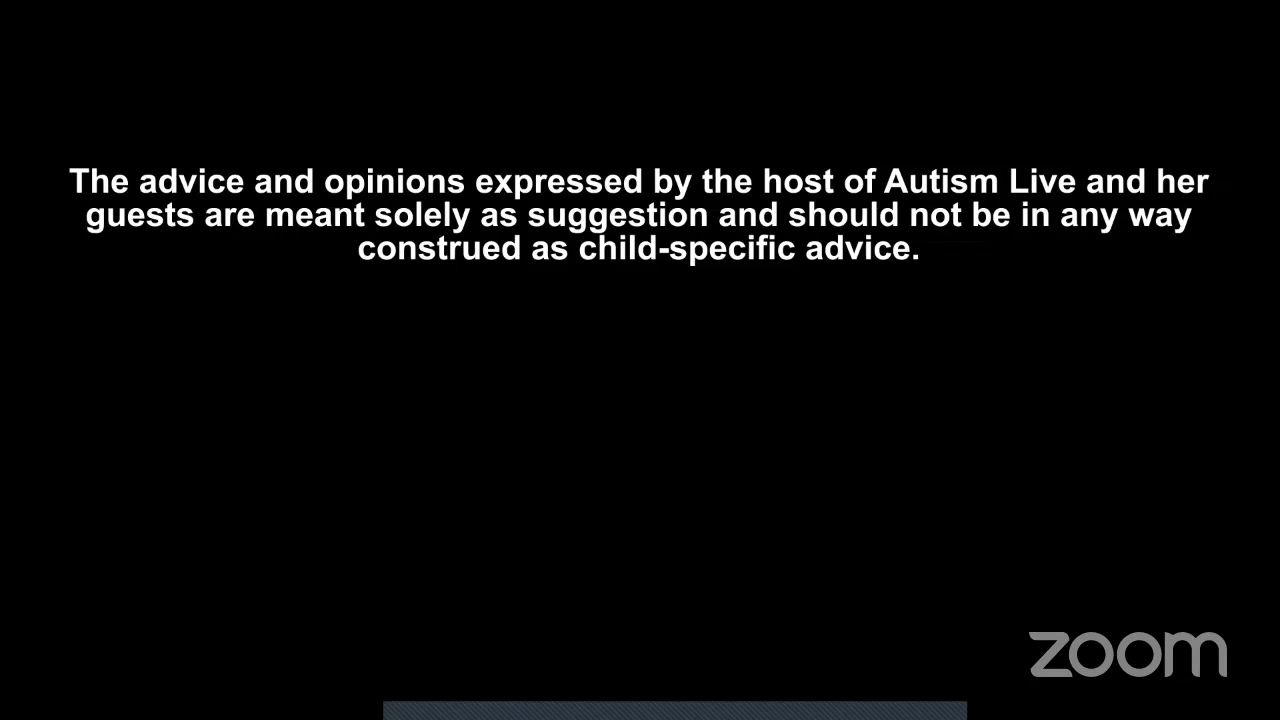 The advice and opinions expressed by the host of Autism Live and her
guests are meant solely as suggestion and should not be in any way
construed as child-specific advice.
zoom